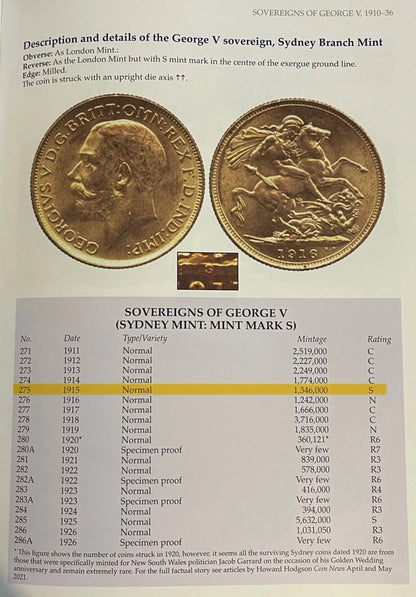 SOVEREIGNS OF GEORGE V, 1910–36
Description and details of the George V sovereign, Sydney Branch Mint
Obverse: As London Mint.:
Reverse: As the London Mint but with S mint mark in the centre of the exergue ground line.
Edge: Milled.
The coin is struck with an upright die axis ↑↑.
GEORGIVS V D.G.BRITT:OMN:REX F.D.IND:IMP:
1916
S
SOVEREIGNS OF GEORGE V
(SYDNEY MINT: MINT MARK S)
No. Date Type/Variety Mintage Rating
271 1911 Normal 2,519,000 C
272 1912 Normal 2,227,000 C
273 1913 Normal 2,249,000 C
274 1914 Normal 1,774,000 C
275 1915 Normal 1,346,000 S
276 1916 Normal 1,242,000 N
277 1917 Normal 1,666,000 C
278 1918 Normal 3,716,000 C
279 1919 Normal 1,835,000 N
280 1920* Normal 360,121* R6
280A 1920 Specimen proof Very few R7
281 1921 Normal 839,000 R3
282 1922 Normal 578,000 R3
282A 1922 Specimen proof Very few R6
283 1923 Normal 416,000 R4
283A 1923 Specimen proof Very few R6
284 1924 Normal 394,000 R3
285 1925 Normal 5,632,000 S
286 1926 Normal 1,031,050 R3
286A 1926 Specimen proof Very few R6
* This figure shows the number of coins struck in 1920, however, it seems all the surviving Sydney coins dated 1920 are from
those that were specifically minted for New South Wales politician Jacob Garrard on the occasion of his Golden Wedding
anniversary and remain extremely rare. For the full factual story see articles by Howard Hodgson Coin News April and May
2021.